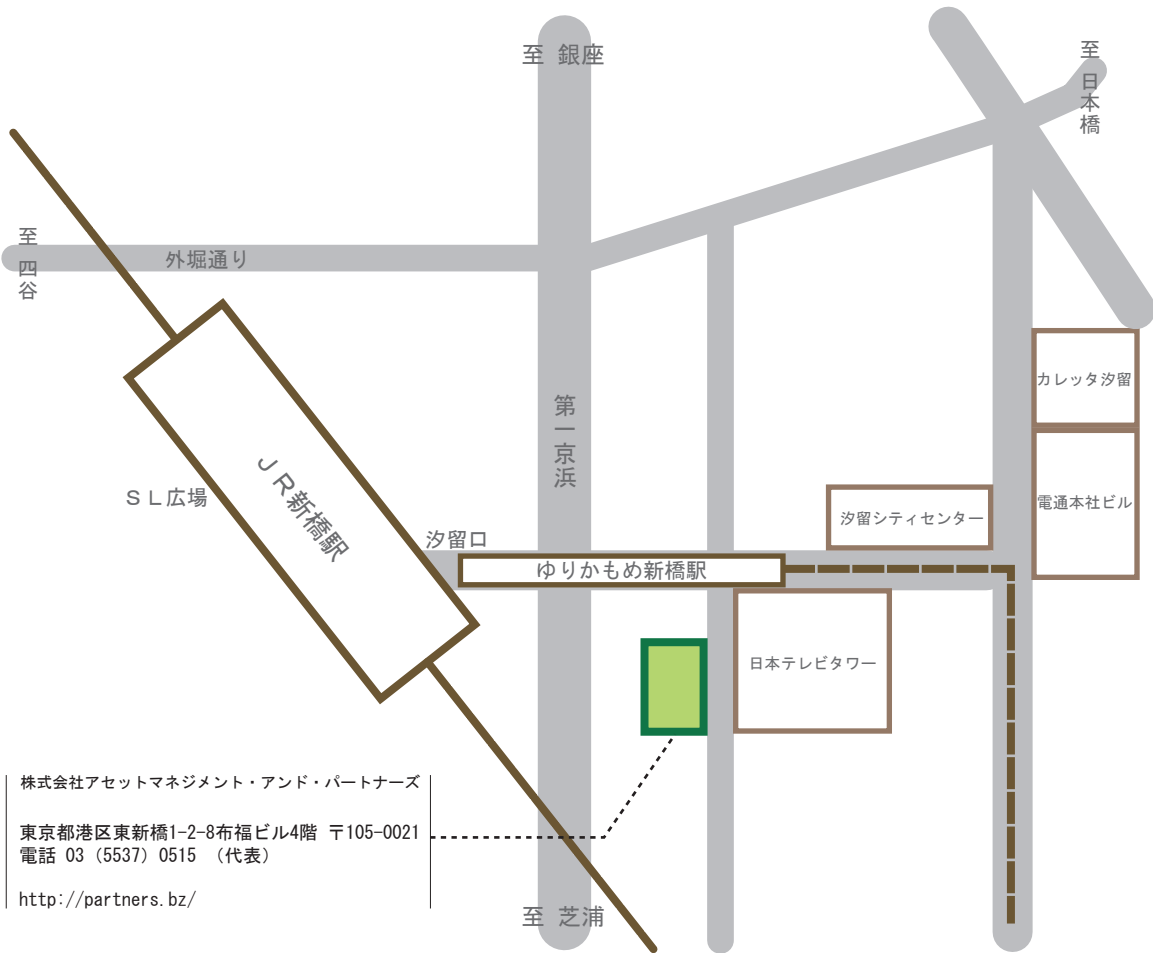 至 銀座
至 日本橋
至 四谷
外堀通り
カレッタ汐留
第一京浜
ＪＲ新橋駅
ＳＬ広場
電通本社ビル
汐留シティセンター
汐留口
ゆりかもめ新橋駅
日本テレビタワー
株式会社アセットマネジメント・アンド・パートナーズ
東京都港区東新橋1-2-8布福ビル4階 〒105-0021
電話 03（5537）0515 （代表）
http://partners.bz/
至 芝浦